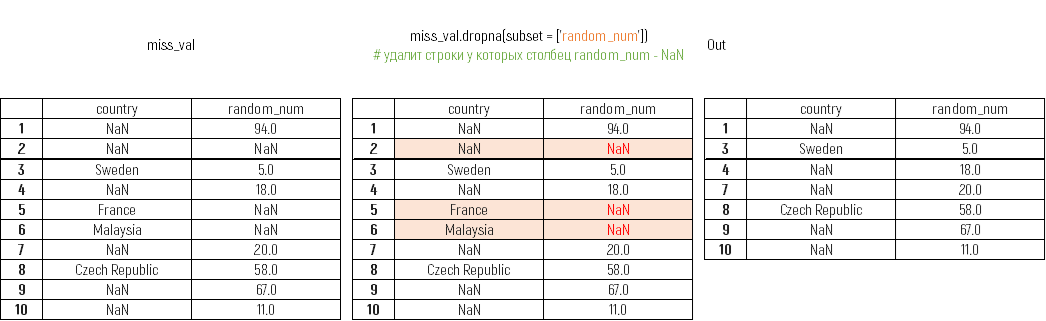 miss_val
miss_val.dropna(subset = ['random_num'])
# удалит строки у которых столбец random_num - NaN
Out
country random_num
1 NaN 94.0
2 NaN NaN
3 Sweden 5.0
4 NaN 18.0
5 France NaN
6 Malaysia NaN
7 NaN 20.0
8 Czech Republic 58.0
9 NaN 67.0
10 NaN 11.0
country random_num
1 NaN 94.0
2 NaN NaN
3 Sweden 5.0
4 NaN 18.0
5 France NaN
6 Malaysia NaN
7 NaN 20.0
8 Czech Republic 58.0
9 NaN 67.0
10 NaN 11.0
country random_num
1 NaN 94.0
3 Sweden 5.0
4 NaN 18.0
7 NaN 20.0
8 Czech Republic 58.0
9 NaN 67.0
10 NaN 11.0